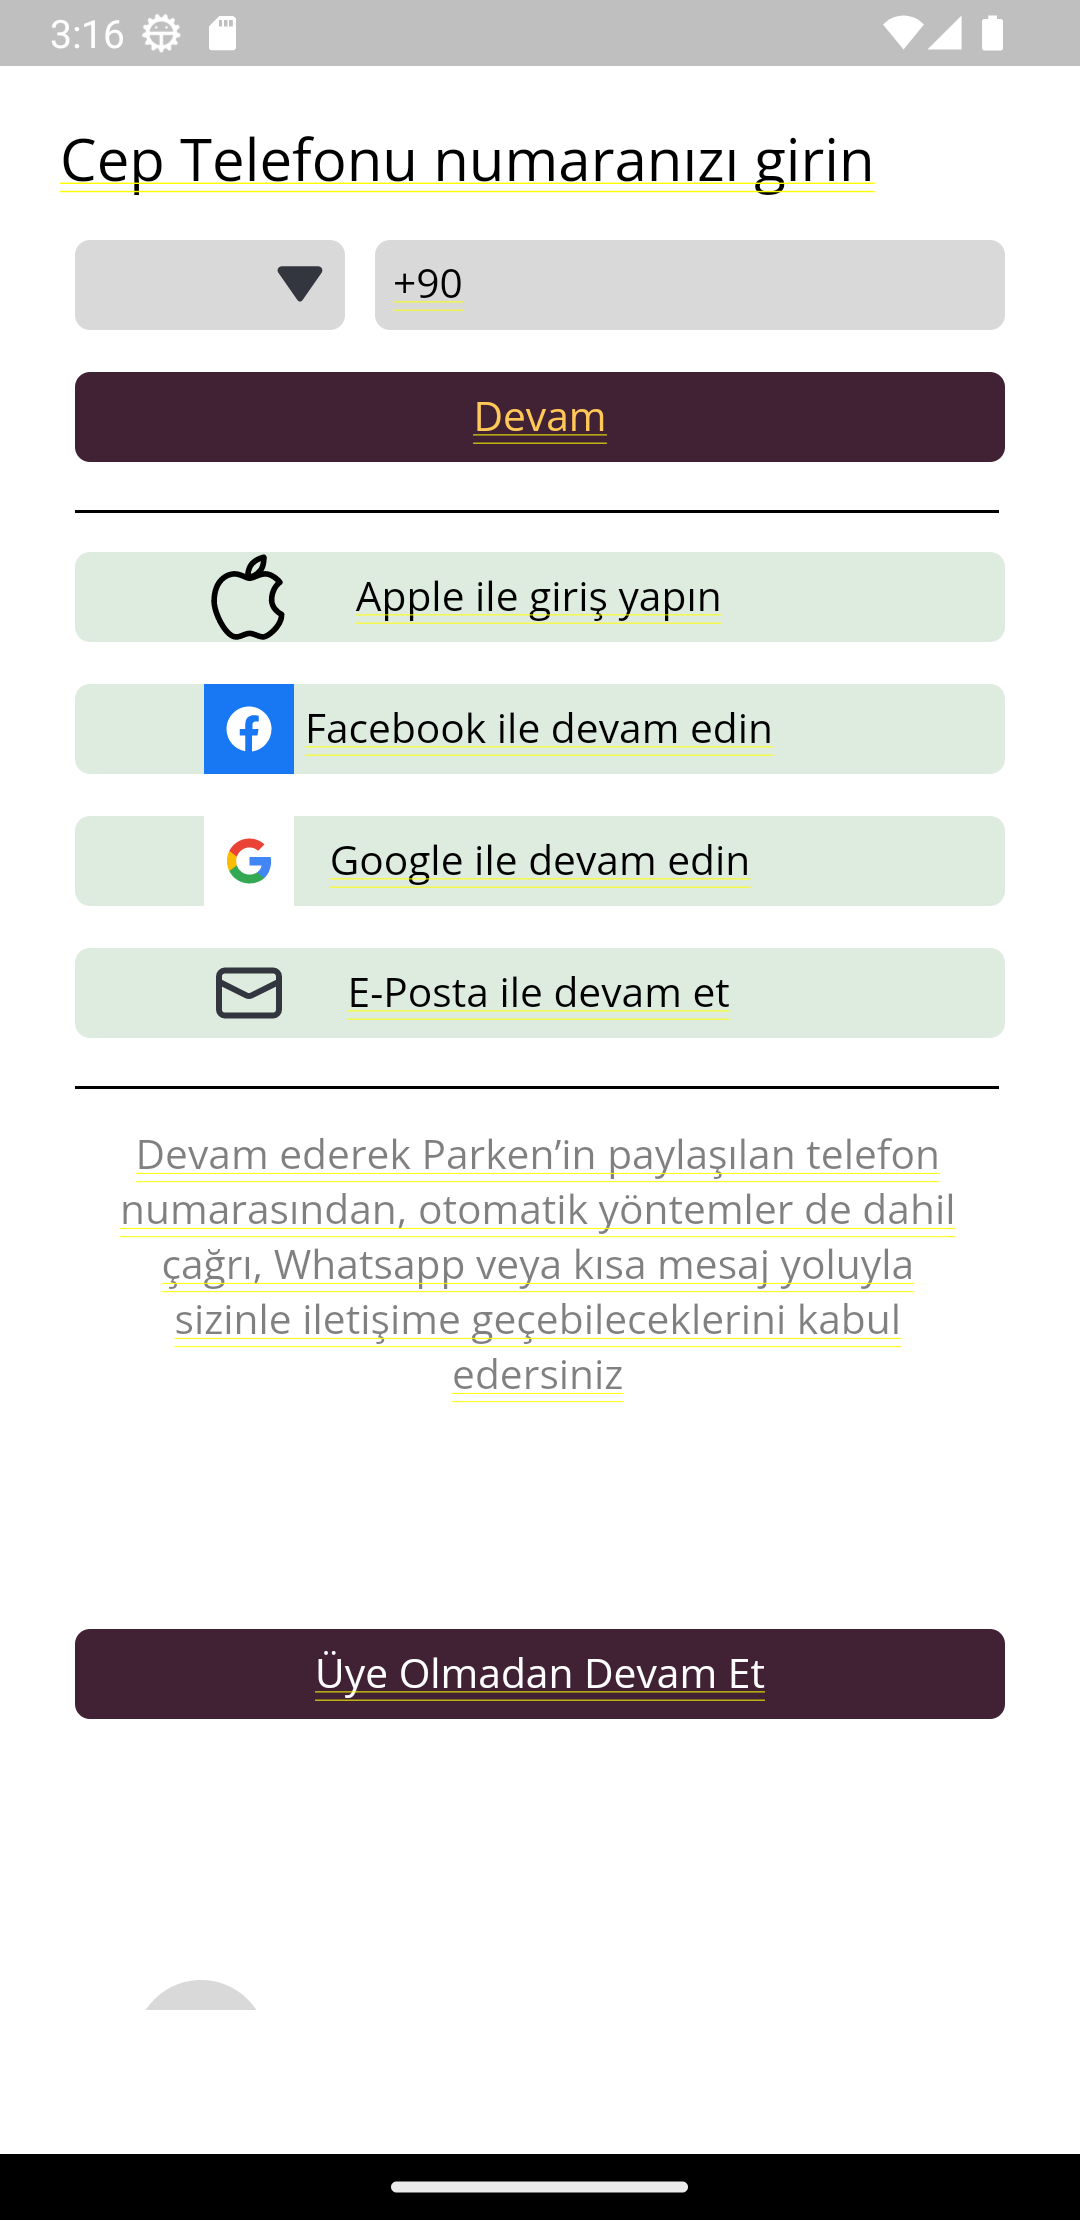 3:16
Cep Telefonu numaranızı girin
+90
Devam
Apple ile giriş yapın
Facebook ile devam edin
Google ile devam edin
E-Posta ile devam et
Devam ederek Parken’in paylaşılan telefon
numarasından, otomatik yöntemler de dahil
çağrı, Whatsapp veya kısa mesaj yoluyla
sizinle iletişime geçebileceklerini kabul
edersiniz
Üye Olmadan Devam Et